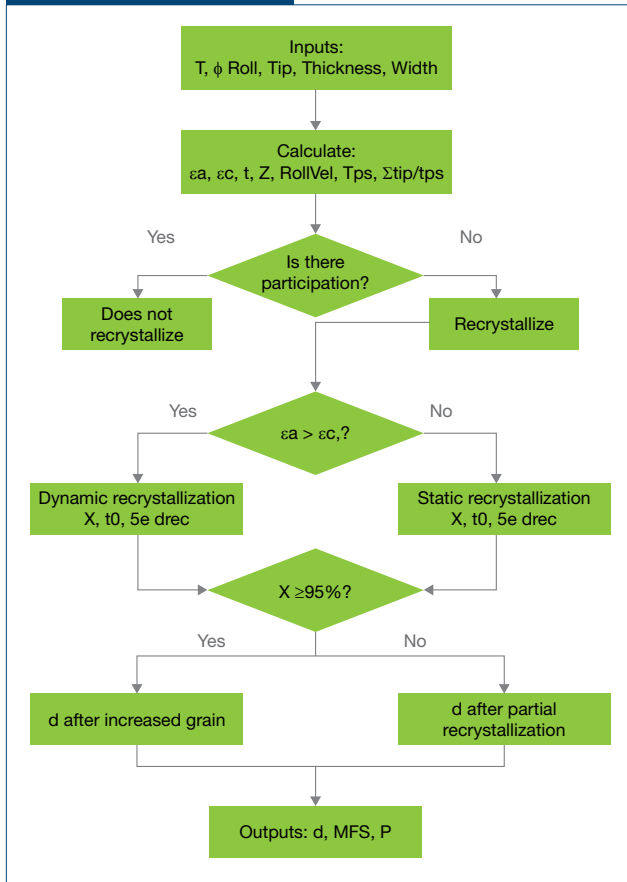 Inputs:
T, ϕ Roll, Tip, Thickness, Width
Calculate:
εa, εc, t, Z, RollVel, Tps, Σtip/tps
Yes
No
Is there
participation?
Does not
recrystallize
Recrystallize
Yes
No
εa > εc,?
Dynamic recrystallization
X, t0, 5e drec
Static recrystallization
X, t0, 5e drec
X ≥95%?
Yes
No
d after increased grain
d after partial
recrystallization
Outputs: d, MFS, P